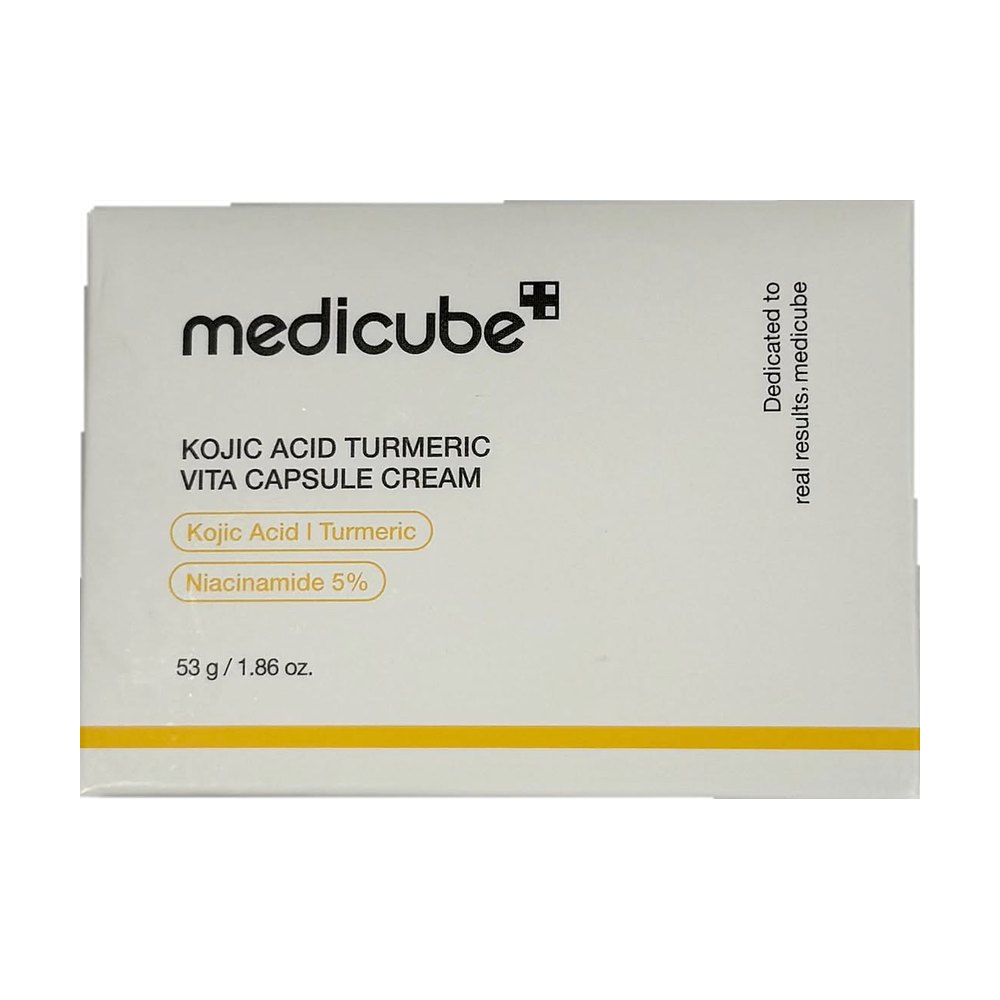 medicube
KOJIC ACID TURMERIC
VITA CAPSULE CREAM
Kojic Acid | Turmeric
Niacinamide 5%
53 g / 1.86 oz.
Dedicated to
real results, medicube